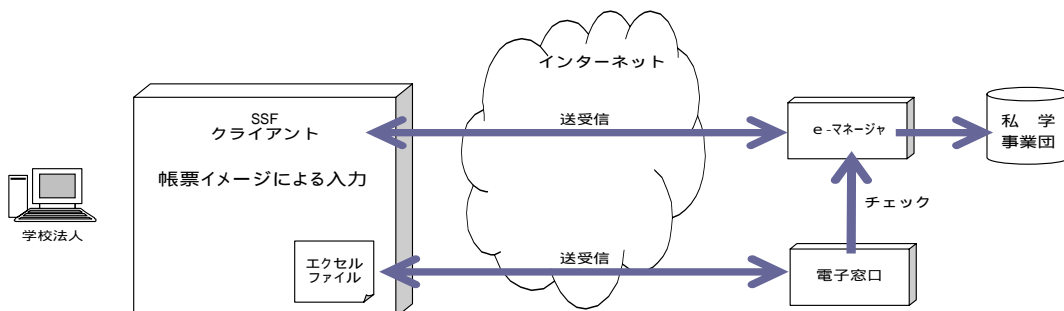 インターネット
SSF
クライアント
送受信
e-マネージャ
私 学
事業団
帳票イメージによる入力
チェック
学校法人
エクセル
ファイル
送受信
電子窓口